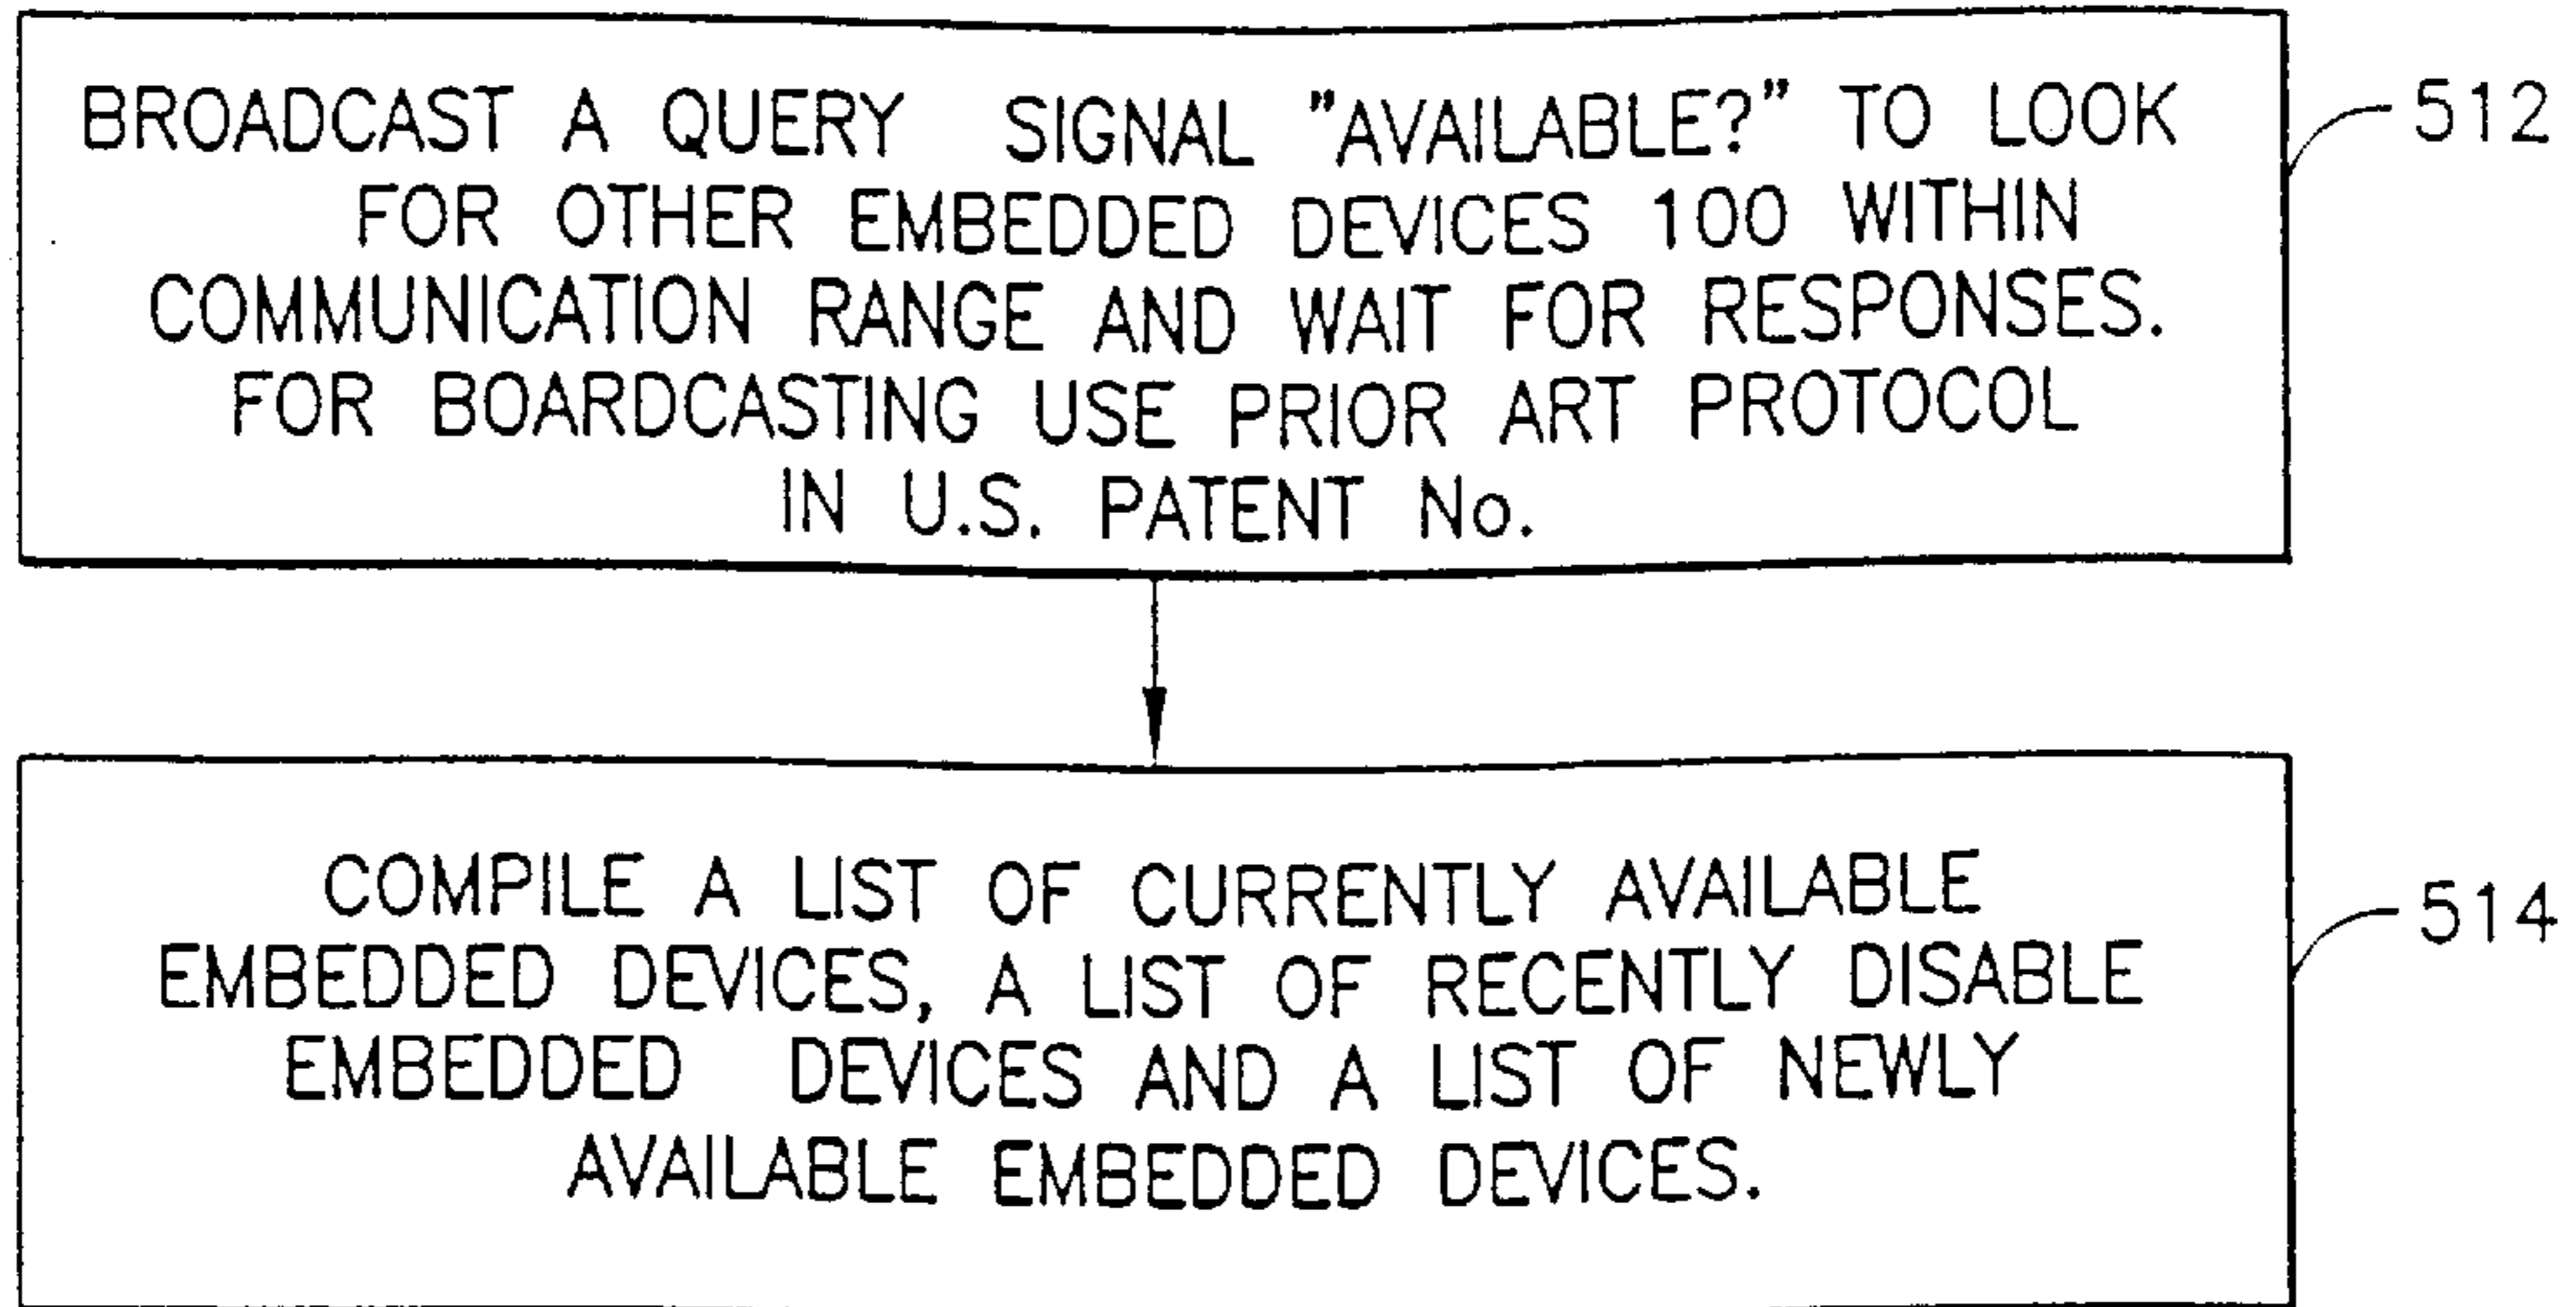 BROADCAST A QUERY SIGNAL "AVAILABLE?" TO LOOK
FOR OTHER EMBEDDED DEVICES 100 WITHIN
COMMUNICATION RANGE AND WAIT FOR RESPONSES.
FOR BOARDCASTING USE PRIOR ART PROTOCOL
IN U.S. PATENT No.
512
COMPILE A LIST OF CURRENTLY AVAILABLE
EMBEDDED DEVICES, A LIST OF RECENTLY DISABLE
EMBEDDED DEVICES AND A LIST OF NEWLY
AVAILABLE EMBEDDED DEVICES.
514